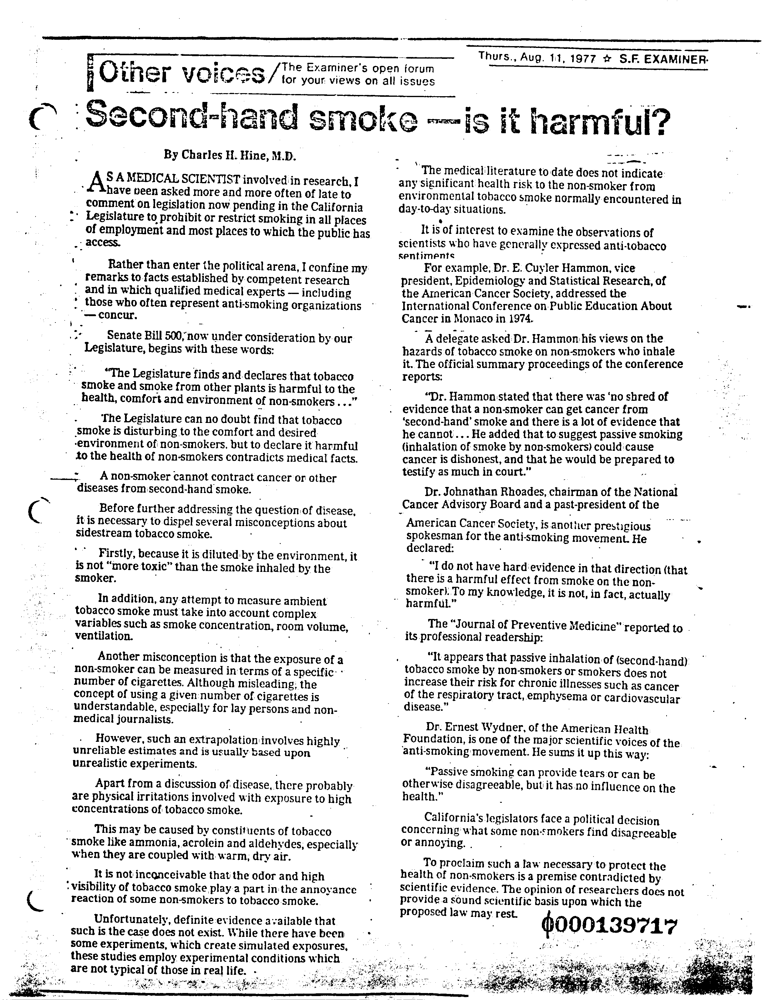 Thurs., Aug. 11, 1977 ☆ S.F. EXAMINER
Other voices/The Examiner's open forum
for your views on all issues
Second-hand smoke — is it harmful?
By Charles H. Hine, M.D.
AS A MEDICAL SCIENTIST involved in research, I
have been asked more and more often of late to
comment on legislation now pending in the California
Legislature to prohibit or restrict smoking in all places
of employment and most places to which the public has
access.
Rather than enter the political arena, I confine my
remarks to facts established by competent research
and in which qualified medical experts — including
those who often represent anti-smoking organizations
— concur.
Senate Bill 500, now under consideration by our
Legislature, begins with these words:
"The Legislature finds and declares that tobacco
smoke and smoke from other plants is harmful to the
health, comfort and environment of non-smokers ..."
The Legislature can no doubt find that tobacco
smoke is disturbing to the comfort and desired
environment of non-smokers, but to declare it harmful
to the health of non-smokers contradicts medical facts.
A non-smoker cannot contract cancer or other
diseases from second-hand smoke.
Before further addressing the question of disease,
it is necessary to dispel several misconceptions about
sidestream tobacco smoke.
Firstly, because it is diluted by the environment, it
is not "more toxic" than the smoke inhaled by the
smoker.
In addition, any attempt to measure ambient
tobacco smoke must take into account complex
variables such as smoke concentration, room volume,
ventilation.
Another misconception is that the exposure of a
non-smoker can be measured in terms of a specific
number of cigarettes. Although misleading, the
concept of using a given number of cigarettes is
understandable, especially for lay persons and non-
medical journalists.
However, such an extrapolation involves highly
unreliable estimates and is usually based upon
unrealistic experiments.
Apart from a discussion of disease, there probably
are physical irritations involved with exposure to high
concentrations of tobacco smoke.
This may be caused by constituents of tobacco
smoke like ammonia, acrolein and aldehydes, especially
when they are coupled with warm, dry air.
It is not inconceivable that the odor and high
visibility of tobacco smoke play a part in the annoyance
reaction of some non-smokers to tobacco smoke.
Unfortunately, definite evidence available that
such is the case does not exist. While there have been
some experiments, which create simulated exposures,
these studies employ experimental conditions which
are not typical of those in real life.
The medical literature to date does not indicate
any significant health risk to the non-smoker from
environmental tobacco smoke normally encountered in
day-to-day situations.
It is of interest to examine the observations of
scientists who have generally expressed anti-tobacco
sentiments
For example, Dr. E. Cuyler Hammon, vice
president, Epidemiology and Statistical Research, of
the American Cancer Society, addressed the
International Conference on Public Education About
Cancer in Monaco in 1974.
A delegate asked Dr. Hammon his views on the
hazards of tobacco smoke on non-smokers who inhale
it. The official summary proceedings of the conference
reports:
"Dr. Hammon stated that there was 'no shred of
evidence that a non-smoker can get cancer from
'second-hand' smoke and there is a lot of evidence that
he cannot ... He added that to suggest passive smoking
(inhalation of smoke by non-smokers) could cause
cancer is dishonest, and that he would be prepared to
testify as much in court."
Dr. Johnathan Rhoades, chairman of the National
Cancer Advisory Board and a past-president of the
American Cancer Society, is another prestigious
spokesman for the anti-smoking movement. He
declared:
"I do not have hard evidence in that direction (that
there is a harmful effect from smoke on the non-
smoker). To my knowledge, it is not, in fact, actually
harmful."
The "Journal of Preventive Medicine" reported to
its professional readership:
"It appears that passive inhalation of (second-hand)
tobacco smoke by non-smokers or smokers does not
increase their risk for chronic illnesses such as cancer
of the respiratory tract, emphysema or cardiovascular
disease."
Dr. Ernest Wydner, of the American Health
Foundation, is one of the major scientific voices of the
anti-smoking movement. He sums it up this way:
"Passive smoking can provide tears or can be
otherwise disagreeable, but it has no influence on the
health."
California's legislators face a political decision
concerning what some non-smokers find disagreeable
or annoying.
To proclaim such a law necessary to protect the
health of non-smokers is a premise contradicted by
scientific evidence. The opinion of researchers does not
provide a sound scientific basis upon which the
proposed law may rest.
ϕ000139717